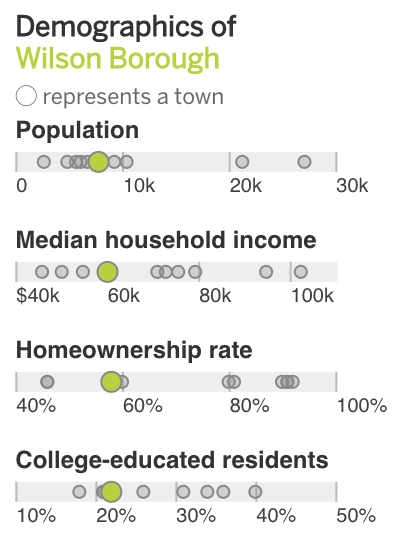 Demographics of
Wilson Borough
represents a town
Population
0 10k 20k 30k
Median household income
$40k 60k 80k 100k
Homeownership rate
40% 60% 80% 100%
College-educated residents
10% 20% 30% 40% 50%